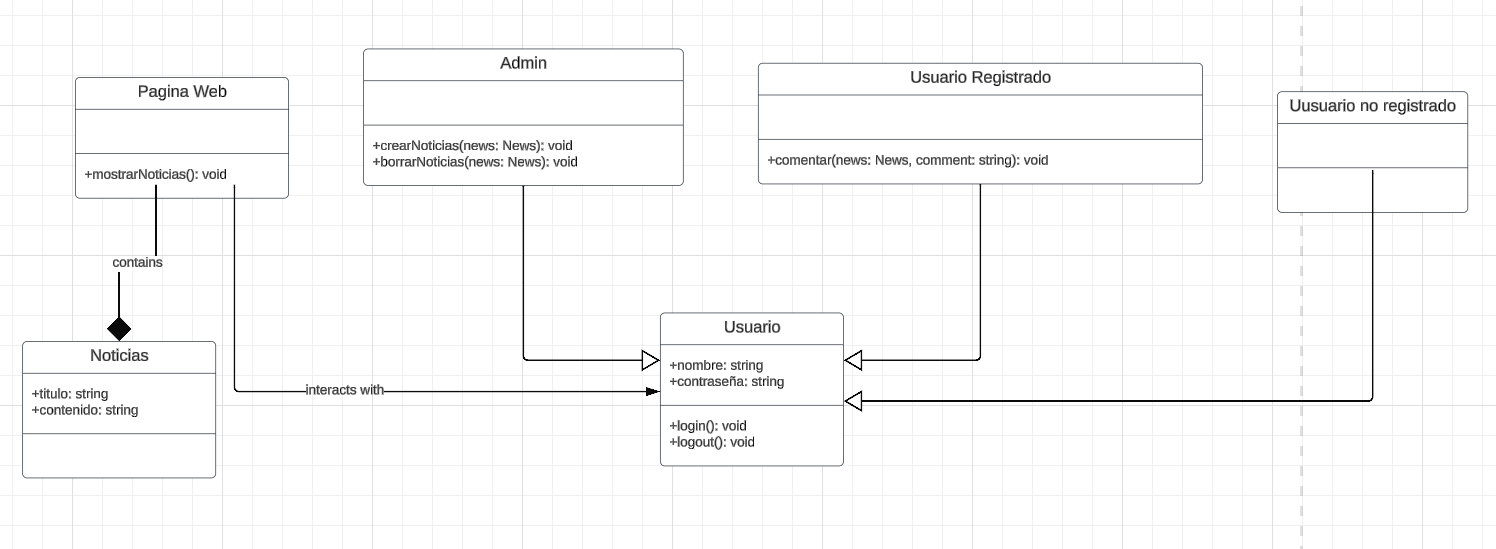 Pagina Web
+mostrarNoticias(): void
Admin
+crearNoticias(news: News): void
+borrarNoticias(news: News): void
Usuario Registrado
+comentar(news: News, comment: string): void
Uusuario no registrado
contains
interacts with
Noticias
+titulo: string
+contenido: string
Usuario
+nombre: string
+contraseña: string
+login(): void
+logout(): void